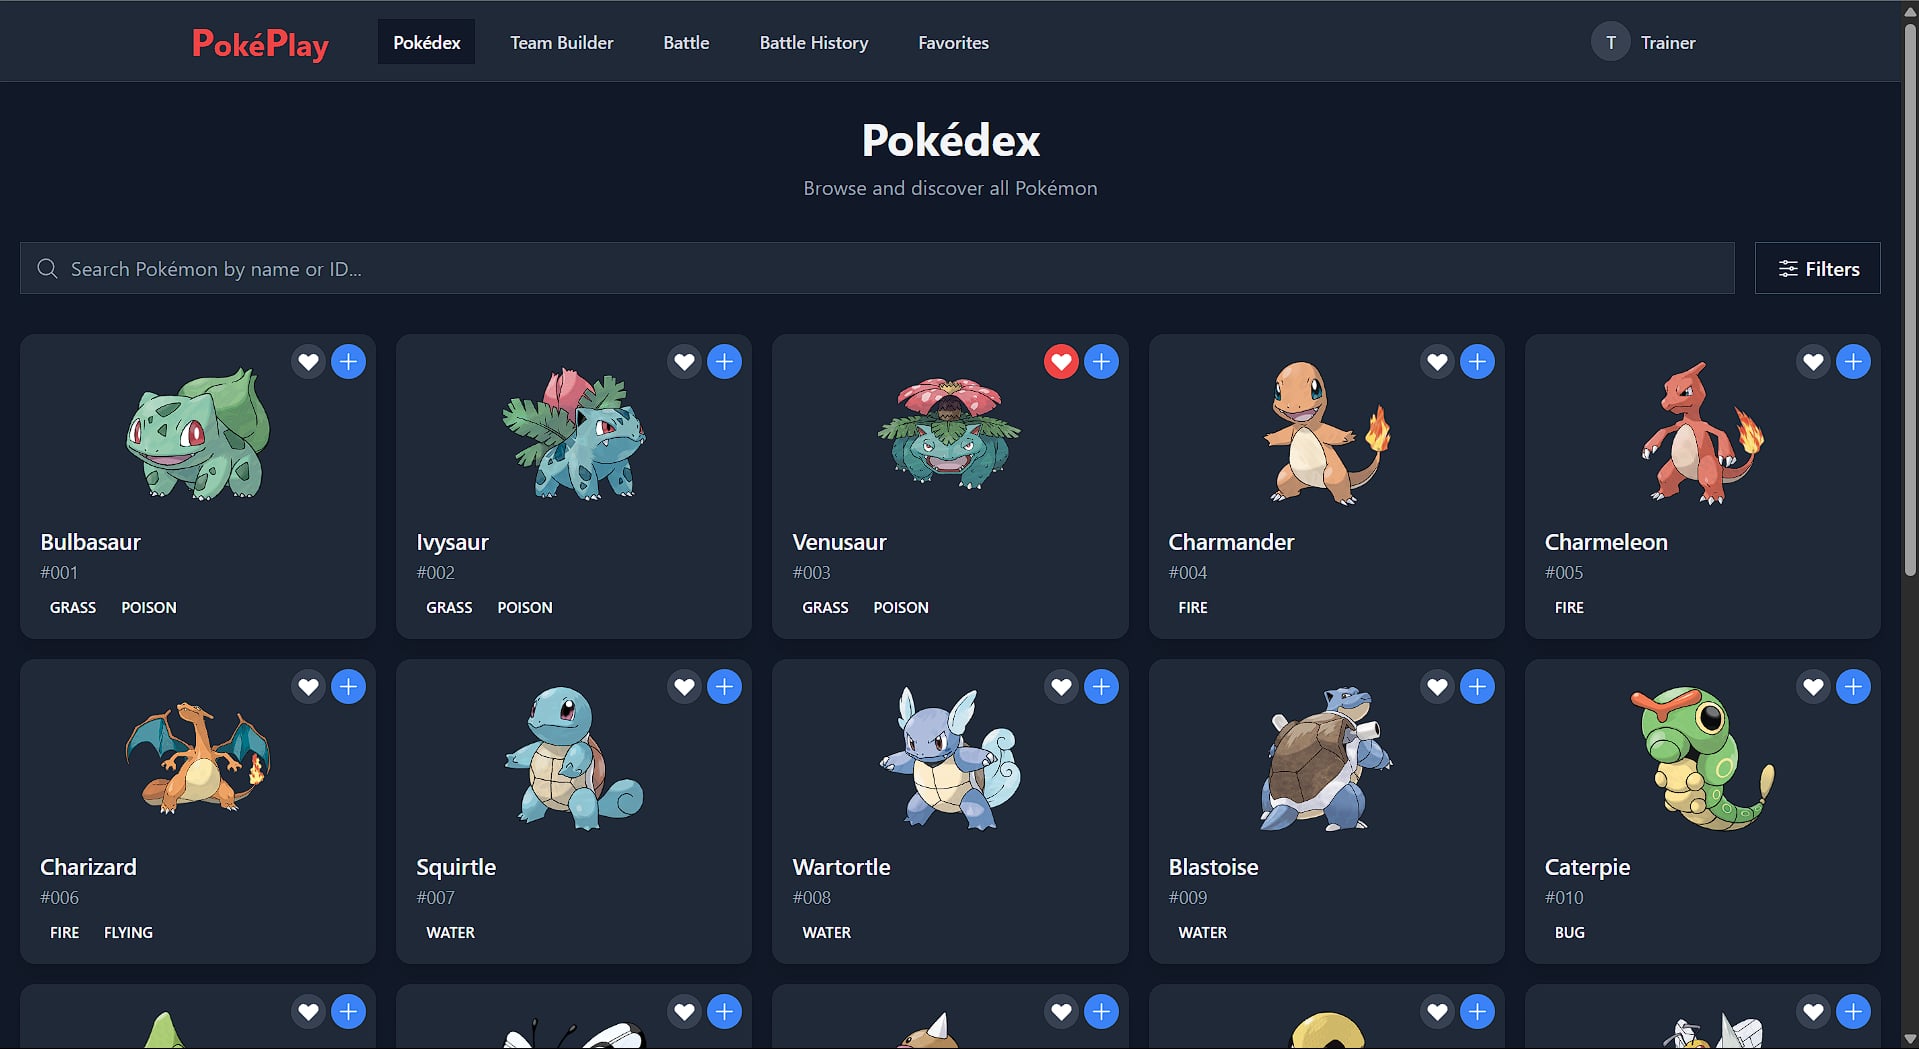 PokéPlay Pokédex Team Builder Battle Battle History Favorites T Trainer
Pokédex
Browse and discover all Pokémon
Search Pokémon by name or ID... Filters
Bulbasaur Ivysaur Venusaur Charmander Charmeleon
#001 #002 #003 #004 #005
GRASS POISON GRASS POISON GRASS POISON FIRE FIRE
Charizard Squirtle Wartortle Blastoise Caterpie
#006 #007 #008 #009 #010
FIRE FLYING WATER WATER WATER BUG